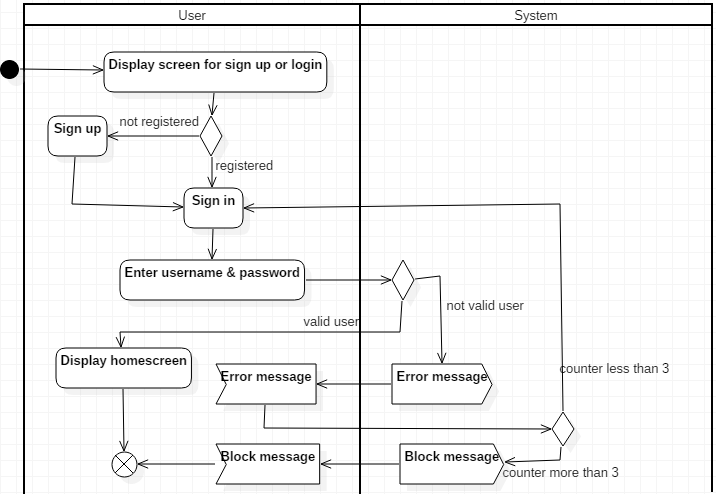 User
System
Display screen for sign up or login
Sign up
not registered
registered
Sign in
Enter username & password
not valid user
valid user
Display homescreen
Error message
Error message
counter less than 3
Block message
Block message
counter more than 3